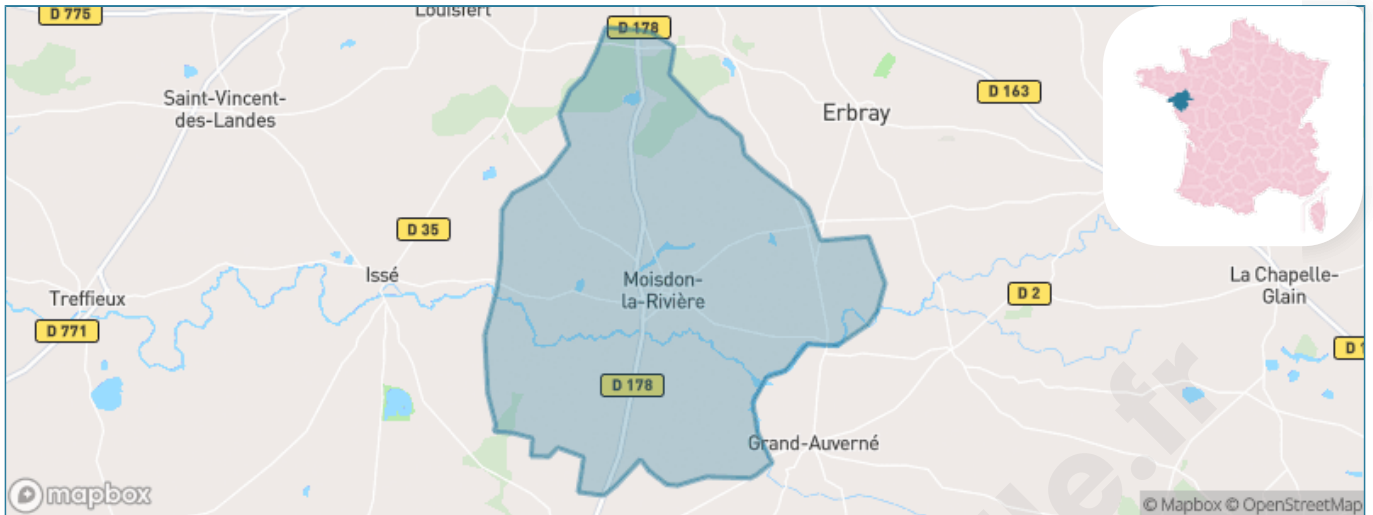 D 775
Louisfert
D 178
D 163
Saint-Vincent-
des-Landes
Erbray
D 35
Issé
Moisdon-
la-Rivière
La Chapelle-
Glain
Treffieux
D 2
D 771
D 178
Grand-Auverné
mapbox
© Mapbox © OpenStreetMap